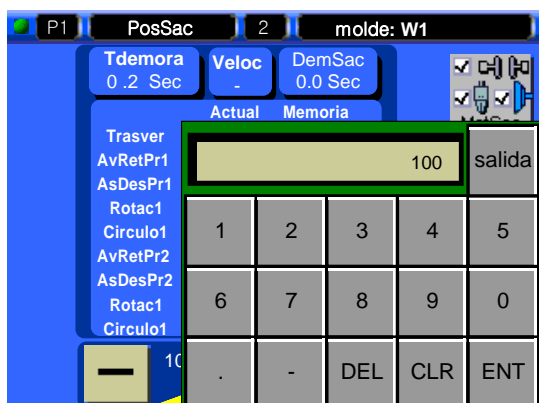 P1 PosSac 2 molde: W1
Tdemora Veloc DemSac
0 .2 Sec - 0.0 Sec
Actual Memoria
Trasver
AvRetPr1
AsDesPr1
Rotac1
Circulo1
AvRetPr2
AsDesPr2
Rotac1
Circulo1
100 salida
1 2 3 4 5
6 7 8 9 0
. - DEL CLR ENT
10